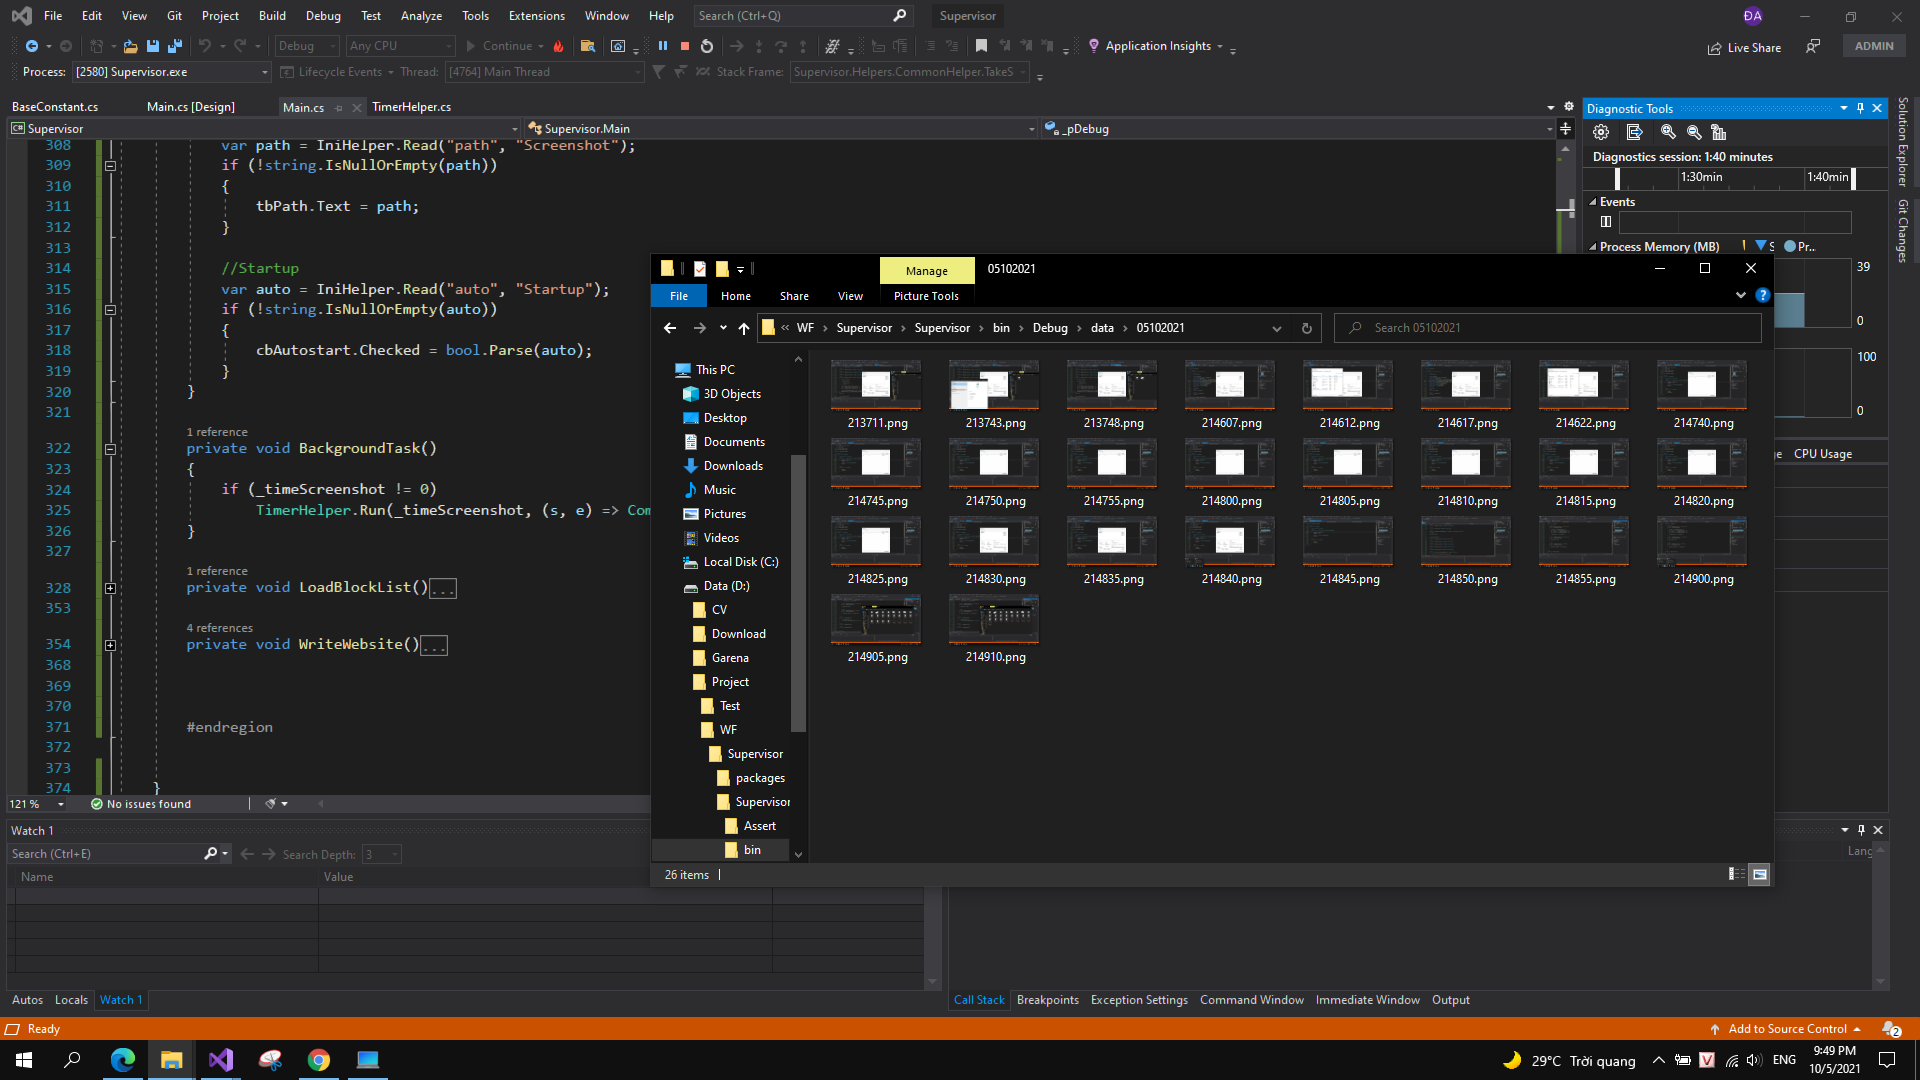 File Edit View Git Project Build Debug Test Analyze Tools Extensions Window Help Search (Ctrl+Q) Supervisor ĐA
Debug Any CPU Continue Application Insights Live Share ADMIN
Process: [2580] Supervisor.exe Lifecycle Events Thread: [4764] Main Thread Stack Frame: Supervisor.Helpers.CommonHelper.TakeS
BaseConstant.cs Main.cs [Design] Main.cs TimerHelper.cs
Supervisor Supervisor.Main _pDebug
308 var path = IniHelper.Read("path", "Screenshot");
309 if (!string.IsNullOrEmpty(path))
310 {
311 tbPath.Text = path;
312 }
313
314 //Startup
315 var auto = IniHelper.Read("auto", "Startup");
316 if (!string.IsNullOrEmpty(auto))
317 {
318 cbAutostart.Checked = bool.Parse(auto);
319 }
320 }
321
1 reference
322 private void BackgroundTask()
323 {
324 if (_timeScreenshot != 0)
325 TimerHelper.Run(_timeScreenshot, (s, e) => Com
326 }
327
1 reference
328 private void LoadBlockList()...
353
4 references
354 private void WriteWebsite()...
368
369
370
371 #endregion
372
373
374 }
121 % No issues found
Diagnostic Tools
Diagnostics session: 1:40 minutes
1:30min 1:40min
Events
Process Memory (MB) S Pr...
39
0
100
0
ge CPU Usage
Solution Explorer
Git Changes
Manage 05102021
File Home Share View Picture Tools
« WF › Supervisor › Supervisor › bin › Debug › data › 05102021 Search 05102021
This PC
3D Objects
Desktop
Documents
Downloads
Music
Pictures
Videos
Local Disk (C:)
Data (D:)
CV
Download
Garena
Project
Test
WF
Supervisor
packages
Supervisor
Assert
bin
213711.png 213743.png 213748.png 214607.png 214612.png 214617.png 214622.png 214740.png
214745.png 214750.png 214755.png 214800.png 214805.png 214810.png 214815.png 214820.png
214825.png 214830.png 214835.png 214840.png 214845.png 214850.png 214855.png 214900.png
214905.png 214910.png
26 items
Watch 1
Search (Ctrl+E) Search Depth: 3
Name Value
Lang
Autos Locals Watch 1
Call Stack Breakpoints Exception Settings Command Window Immediate Window Output
Ready Add to Source Control 2
29°C Trời quang ENG 9:49 PM
10/5/2021